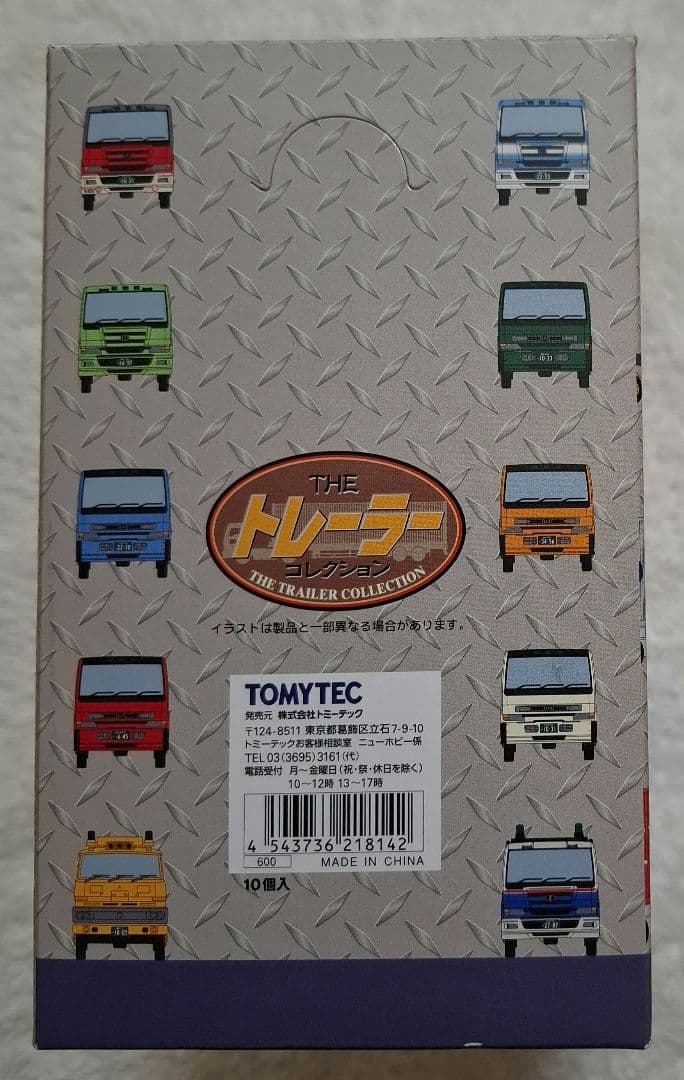 THE
トレーラー
コレクション
THE TRAILER COLLECTION
イラストは製品と一部異なる場合があります。
TOMYTEC
発売元 株式会社トミーテック
〒124-8511 東京都葛飾区立石7-9-10
トミーテックお客様相談室 ニューホビー係
TEL 03(3695)3161(代)
電話受付 月〜金曜日(祝・祭・休日を除く)
10〜12時 13〜17時
4 543736 218142
600 MADE IN CHINA
10個入